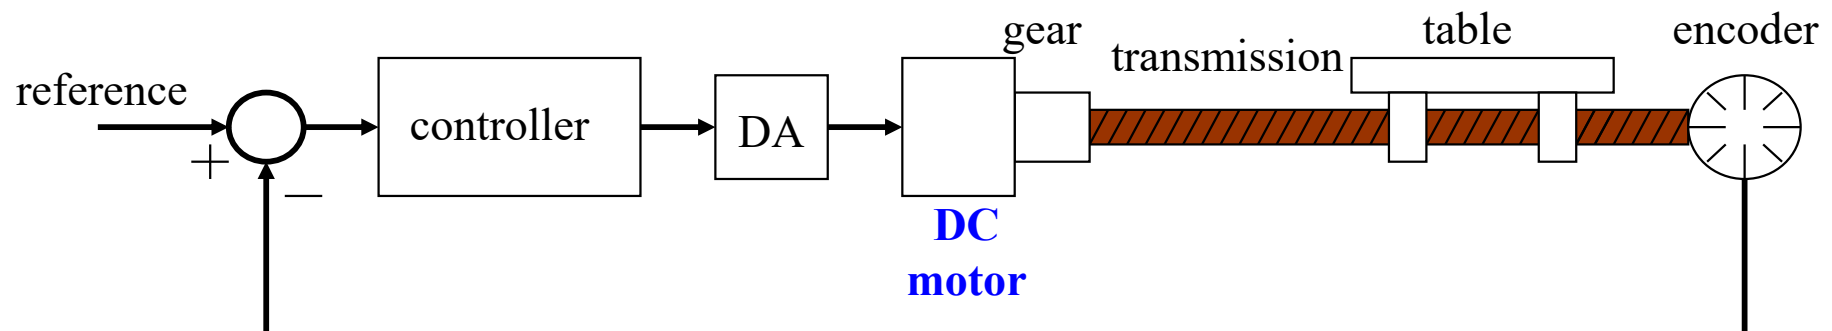 reference
+
−
controller
DA
DC
motor
gear
transmission
table
encoder